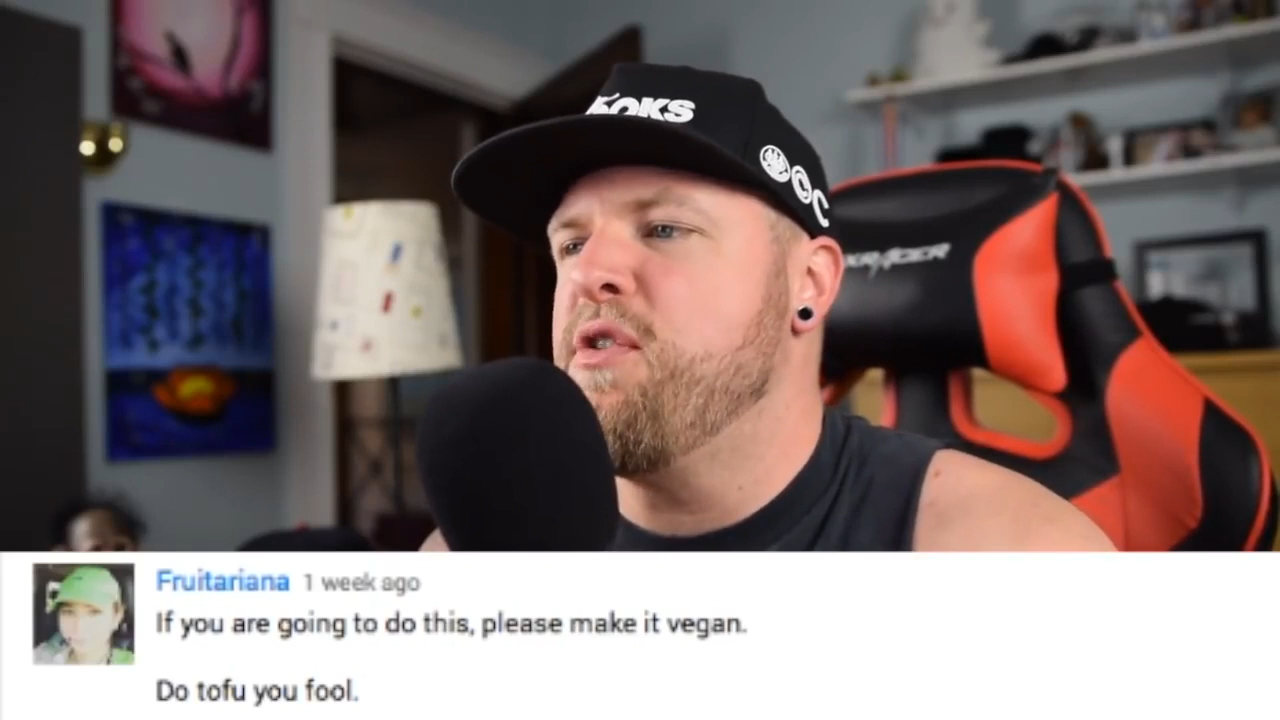 KOKS
XRACER
Fruitariana 1 week ago
If you are going to do this, please make it vegan.
Do tofu you fool.